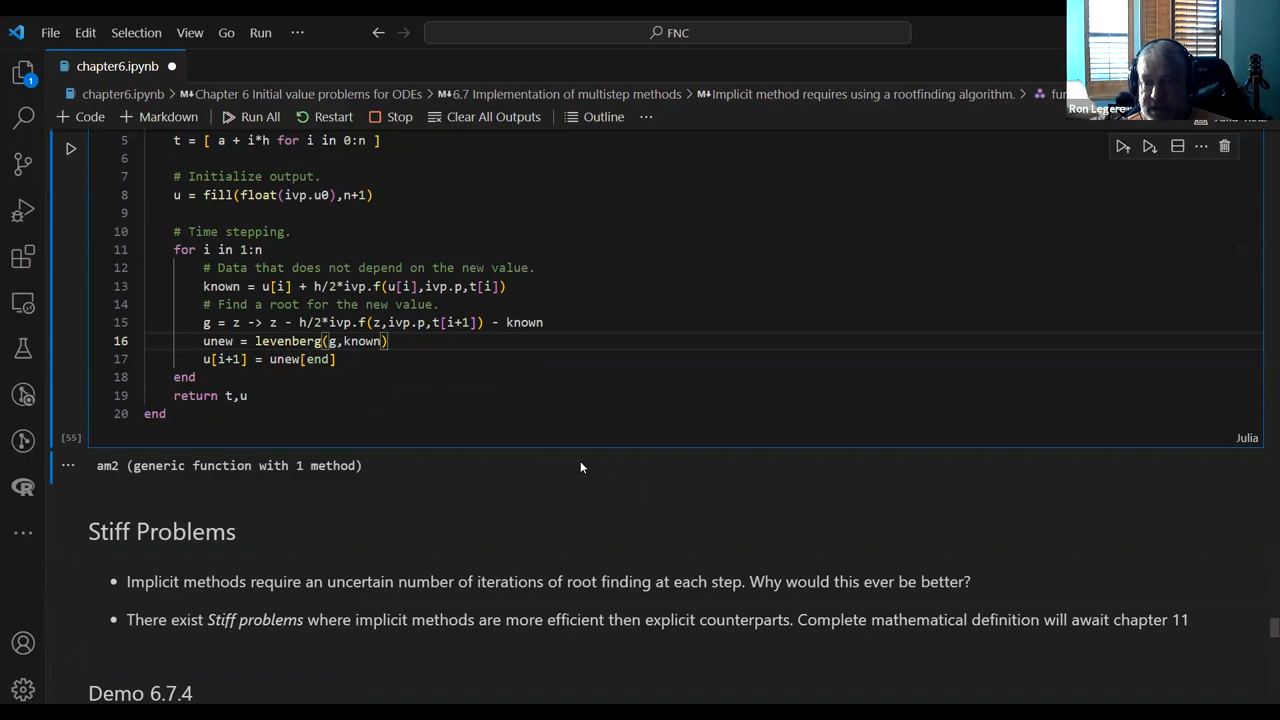 File Edit Selection View Go Run ··· FNC
chapter6.ipynb
chapter6.ipynb > M↓Chapter 6 Initial value problems for ODEs > M↓6.7 Implementation of multistep methods > M↓Implicit method requires using a rootfinding algorithm. >
Ron Legere
+ Code + Markdown Run All Restart Clear All Outputs Outline ···
1
5 t = [ a + i*h for i in 0:n ]
6
7 # Initialize output.
8 u = fill(float(ivp.u0),n+1)
9
10 # Time stepping.
11 for i in 1:n
12 # Data that does not depend on the new value.
13 known = u[i] + h/2*ivp.f(u[i],ivp.p,t[i])
14 # Find a root for the new value.
15 g = z -> z - h/2*ivp.f(z,ivp.p,t[i+1]) - known
16 unew = levenberg(g,known)
17 u[i+1] = unew[end]
18 end
19 return t,u
20 end
[55] Julia
··· am2 (generic function with 1 method)
Stiff Problems
• Implicit methods require an uncertain number of iterations of root finding at each step. Why would this ever be better?
• There exist Stiff problems where implicit methods are more efficient then explicit counterparts. Complete mathematical definition will await chapter 11
Demo 6.7.4